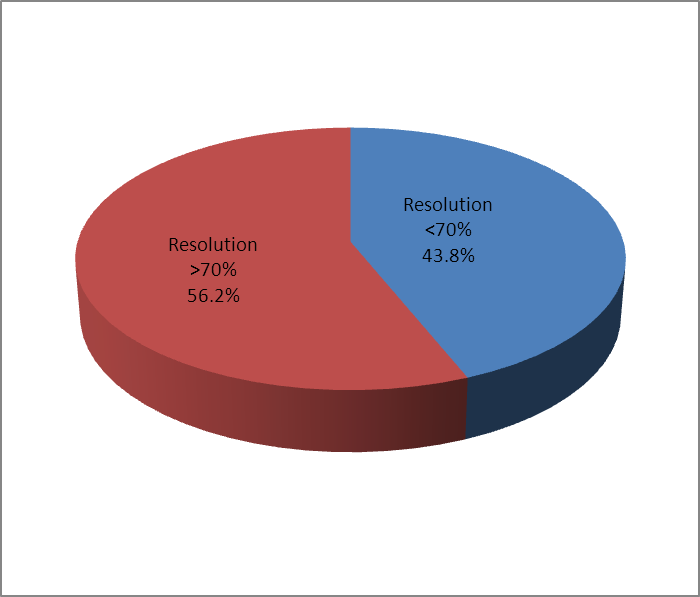 Resolution
<70%
43.8%
Resolution
>70%
56.2%